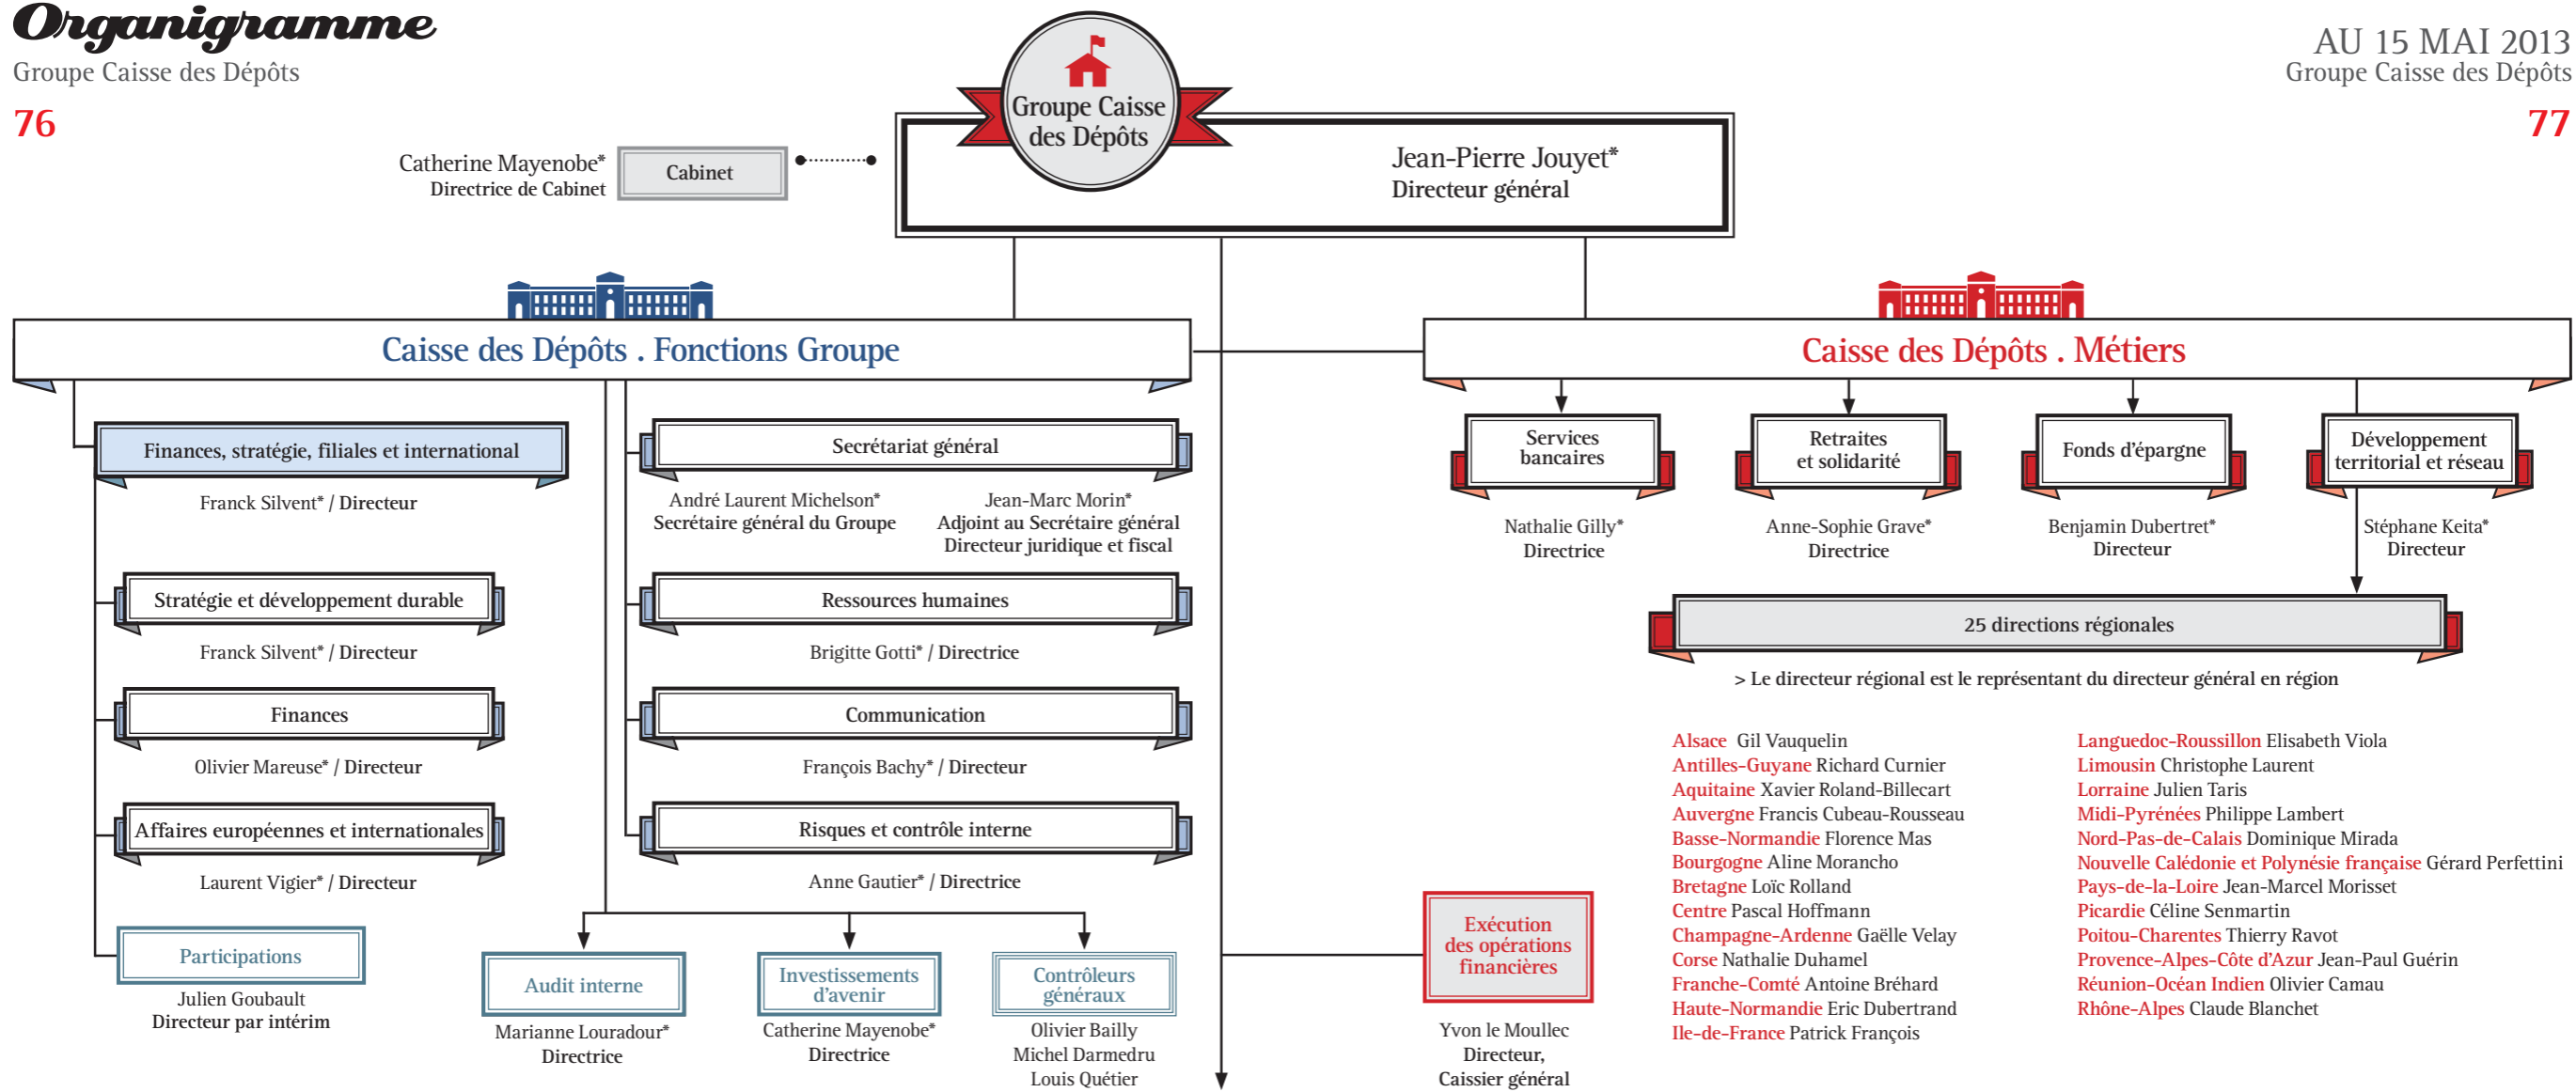 Organigramme
Groupe Caisse des Dépôts
76
AU 15 MAI 2013
Groupe Caisse des Dépôts
77
Groupe Caisse
des Dépôts
Catherine Mayenobe*
Directrice de Cabinet
Cabinet
Jean-Pierre Jouyet*
Directeur général
Caisse des Dépôts . Fonctions Groupe
Finances, stratégie, filiales et international
Franck Silvent* / Directeur
Stratégie et développement durable
Franck Silvent* / Directeur
Finances
Olivier Mareuse* / Directeur
Affaires européennes et internationales
Laurent Vigier* / Directeur
Participations
Julien Goubault
Directeur par intérim
Secrétariat général
André Laurent Michelson*
Secrétaire général du Groupe
Jean-Marc Morin*
Adjoint au Secrétaire général
Directeur juridique et fiscal
Ressources humaines
Brigitte Gotti* / Directrice
Communication
François Bachy* / Directeur
Risques et contrôle interne
Anne Gautier* / Directrice
Audit interne
Marianne Louradour*
Directrice
Investissements
d'avenir
Catherine Mayenobe*
Directrice
Contrôleurs
généraux
Olivier Bailly
Michel Darmedru
Louis Quétier
Caisse des Dépôts . Métiers
Services
bancaires
Nathalie Gilly*
Directrice
Retraites
et solidarité
Anne-Sophie Grave*
Directrice
Fonds d'épargne
Benjamin Dubertret*
Directeur
Développement
territorial et réseau
Stéphane Keita*
Directeur
25 directions régionales
> Le directeur régional est le représentant du directeur général en région
Alsace Gil Vauquelin
Antilles-Guyane Richard Curnier
Aquitaine Xavier Roland-Billecart
Auvergne Francis Cubeau-Rousseau
Basse-Normandie Florence Mas
Bourgogne Aline Morancho
Bretagne Loïc Rolland
Centre Pascal Hoffmann
Champagne-Ardenne Gaëlle Velay
Corse Nathalie Duhamel
Franche-Comté Antoine Bréhard
Haute-Normandie Eric Dubertrand
Ile-de-France Patrick François
Languedoc-Roussillon Elisabeth Viola
Limousin Christophe Laurent
Lorraine Julien Taris
Midi-Pyrénées Philippe Lambert
Nord-Pas-de-Calais Dominique Mirada
Nouvelle Calédonie et Polynésie française Gérard Perfettini
Pays-de-la-Loire Jean-Marcel Morisset
Picardie Céline Senmartin
Poitou-Charentes Thierry Ravot
Provence-Alpes-Côte d'Azur Jean-Paul Guérin
Réunion-Océan Indien Olivier Camau
Rhône-Alpes Claude Blanchet
Exécution
des opérations
financières
Yvon le Moullec
Directeur,
Caissier général